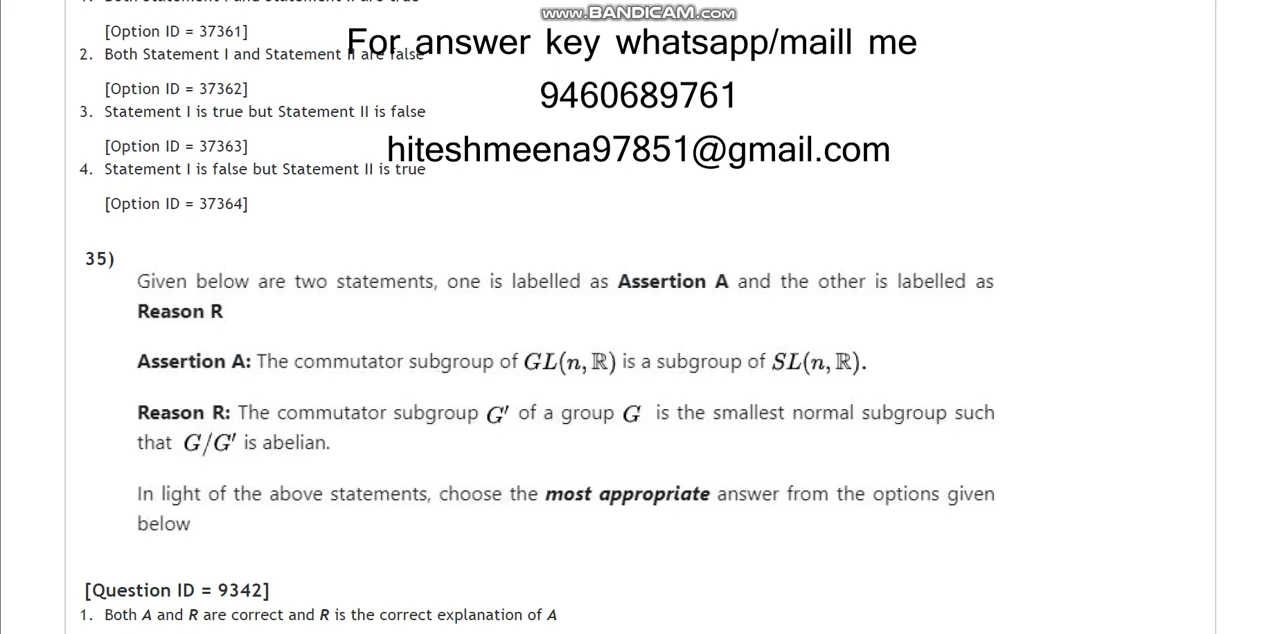 www.BANDICAM.com
[Option ID = 37361]
For answer key whatsapp/maill me
2. Both Statement I and Statement II are false
[Option ID = 37362]
9460689761
3. Statement I is true but Statement II is false
[Option ID = 37363]
hiteshmeena97851@gmail.com
4. Statement I is false but Statement II is true
[Option ID = 37364]
35)
Given below are two statements, one is labelled as Assertion A and the other is labelled as
Reason R
Assertion A: The commutator subgroup of GL(n, ℝ) is a subgroup of SL(n, ℝ).
Reason R: The commutator subgroup G′ of a group G is the smallest normal subgroup such
that G/G′ is abelian.
In light of the above statements, choose the most appropriate answer from the options given
below
[Question ID = 9342]
1. Both A and R are correct and R is the correct explanation of A